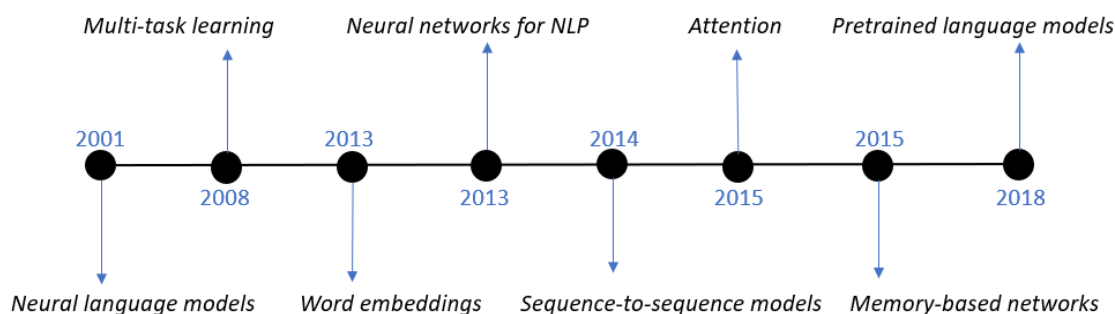 Multi-task learning
Neural networks for NLP
Attention
Pretrained language models
2001
2013
2014
2015
2008
2013
2015
2018
Neural language models
Word embeddings
Sequence-to-sequence models
Memory-based networks